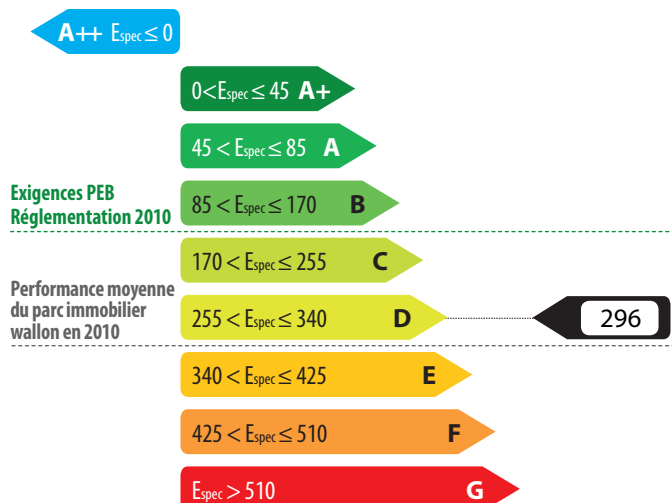 A++ Espec ≤ 0
0<Espec ≤ 45 A+
45 < Espec ≤ 85 A
Exigences PEB
Réglementation 2010
85 < Espec ≤ 170 B
170 < Espec ≤ 255 C
Performance moyenne
du parc immobilier
wallon en 2010
255 < Espec ≤ 340 D
296
340 < Espec ≤ 425 E
425 < Espec ≤ 510 F
Espec > 510 G